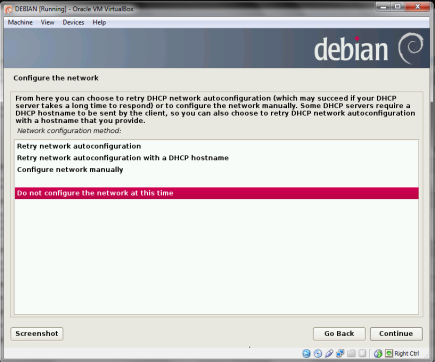 DEBIAN [Running] - Oracle VM VirtualBox
Machine View Devices Help
debian
Configure the network
From here you can choose to retry DHCP network autoconfiguration (which may succeed if your DHCP
server takes a long time to respond) or to configure the network manually. Some DHCP servers require a
DHCP hostname to be sent by the client, so you can also choose to retry DHCP network autoconfiguration
with a hostname that you provide.
Network configuration method:
Retry network autoconfiguration
Retry network autoconfiguration with a DHCP hostname
Configure network manually
Do not configure the network at this time
Screenshot Go Back Continue
Right Ctrl